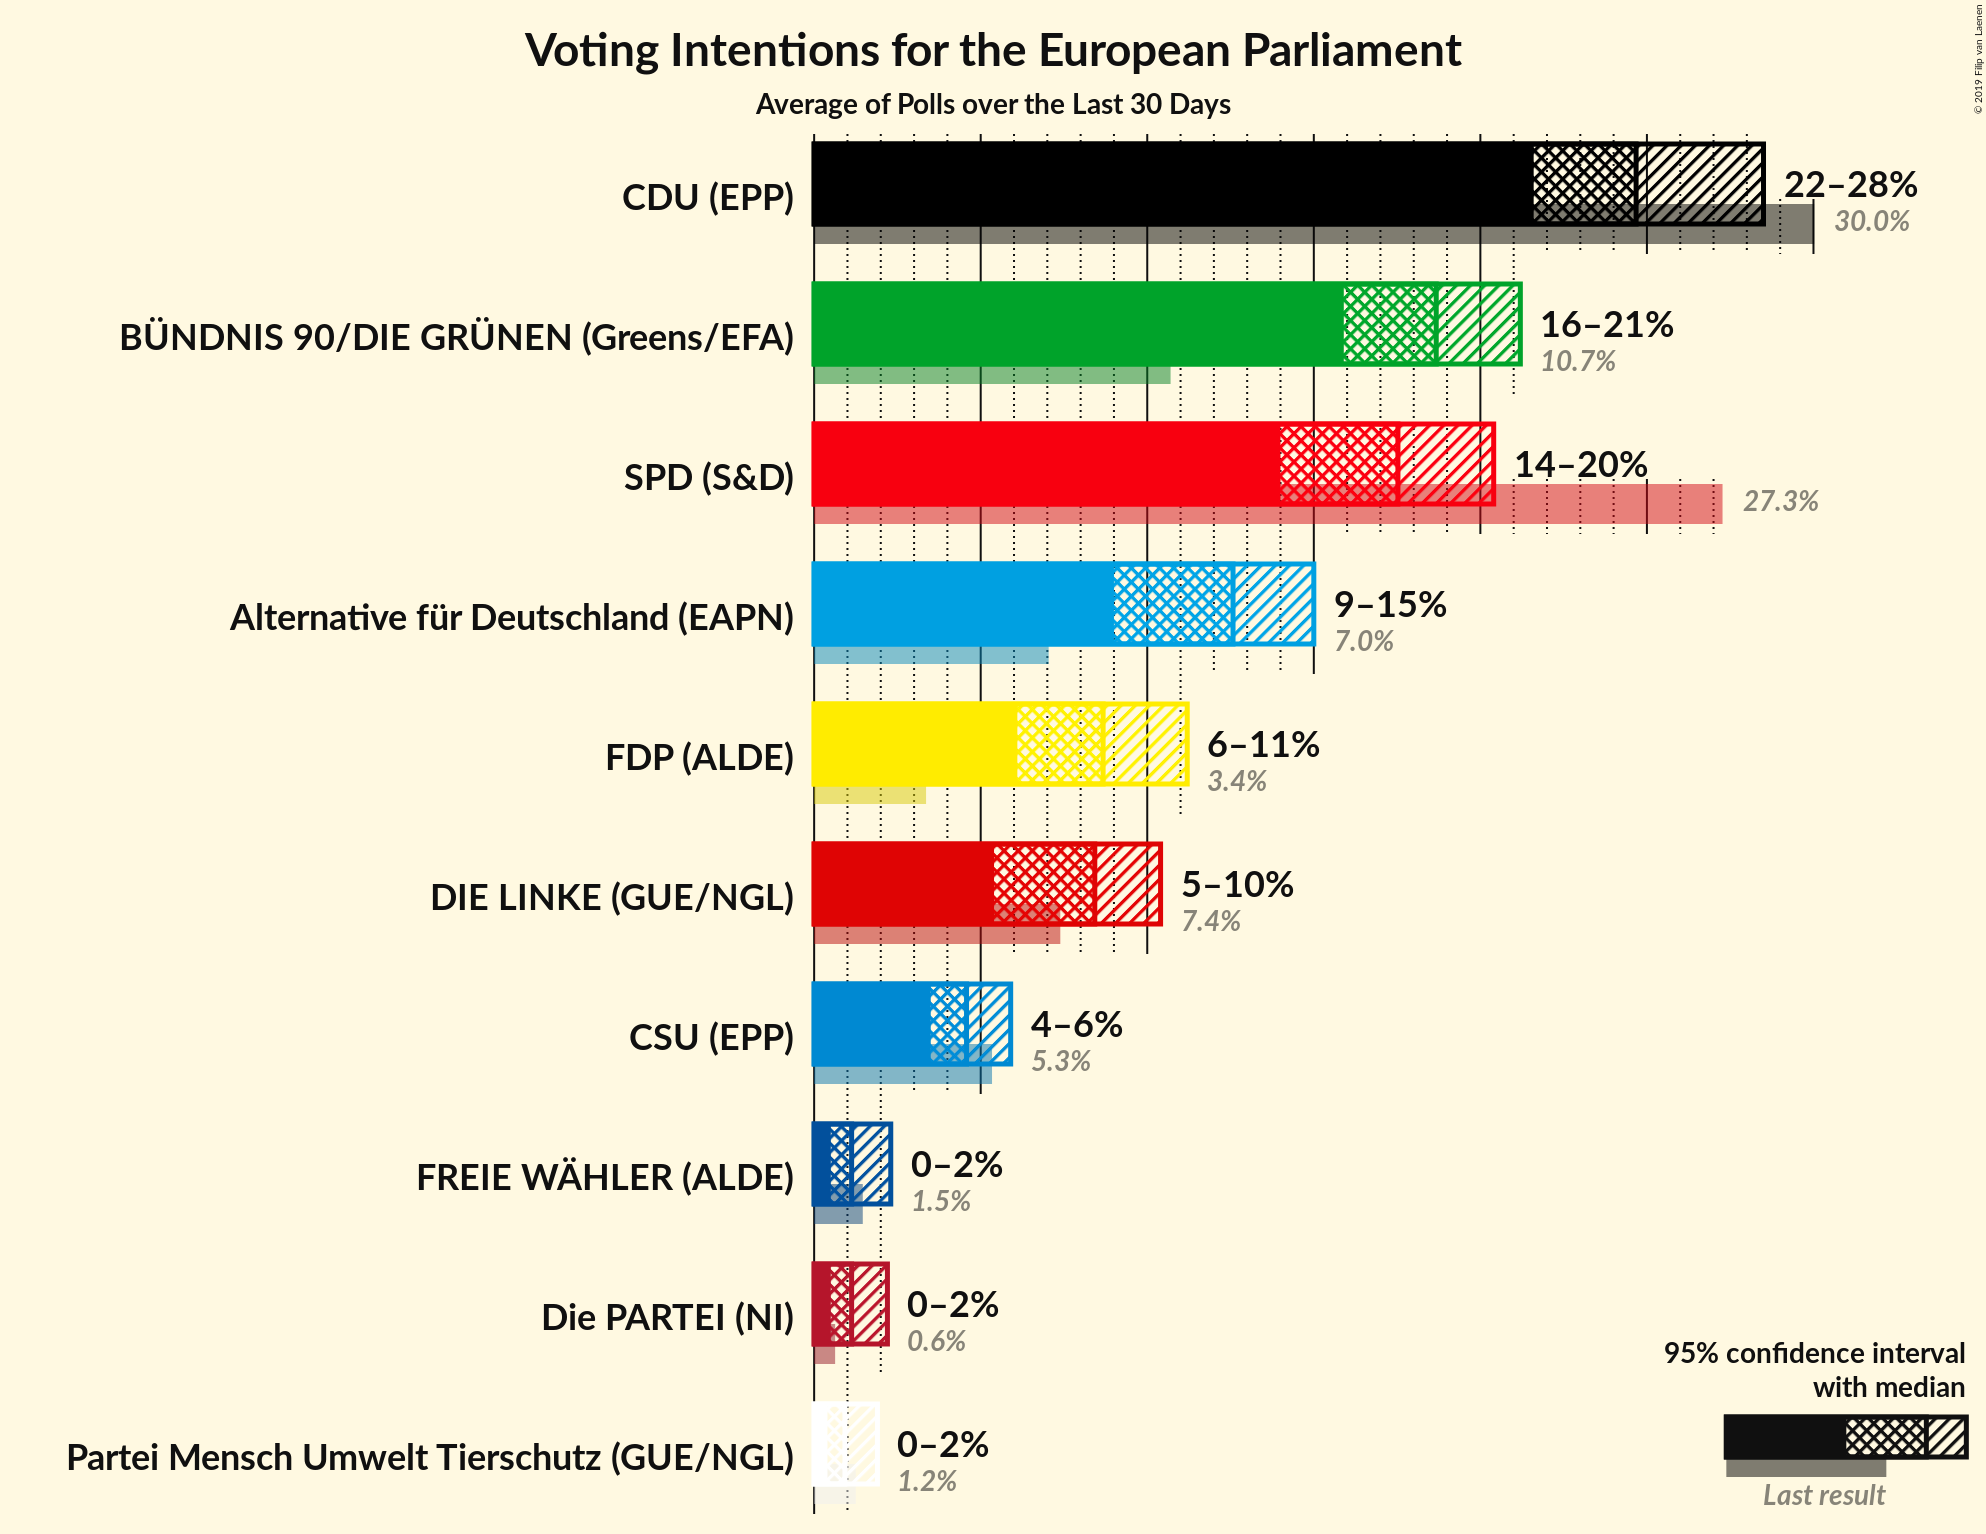 Voting Intentions for the European Parliament
Average of Polls over the Last 30 Days
© 2019 Filip van Laenen
CDU (EPP)
22–28%
30.0%
BÜNDNIS 90/DIE GRÜNEN (Greens/EFA)
16–21%
10.7%
SPD (S&D)
14–20%
27.3%
Alternative für Deutschland (EAPN)
9–15%
7.0%
FDP (ALDE)
6–11%
3.4%
DIE LINKE (GUE/NGL)
5–10%
7.4%
CSU (EPP)
4–6%
5.3%
FREIE WÄHLER (ALDE)
0–2%
1.5%
Die PARTEI (NI)
0–2%
0.6%
Partei Mensch Umwelt Tierschutz (GUE/NGL)
0–2%
1.2%
95% confidence interval
with median
Last result